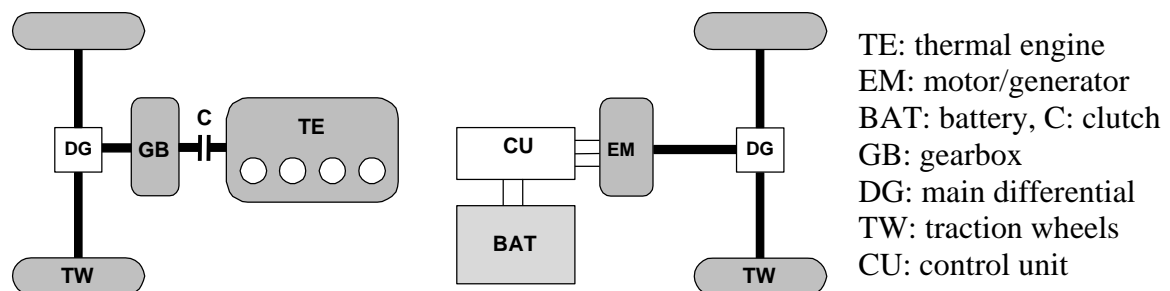 C
TE
DG
GB
TW
CU
EM
DG
BAT
TW
TE: thermal engine
EM: motor/generator
BAT: battery, C: clutch
GB: gearbox
DG: main differential
TW: traction wheels
CU: control unit